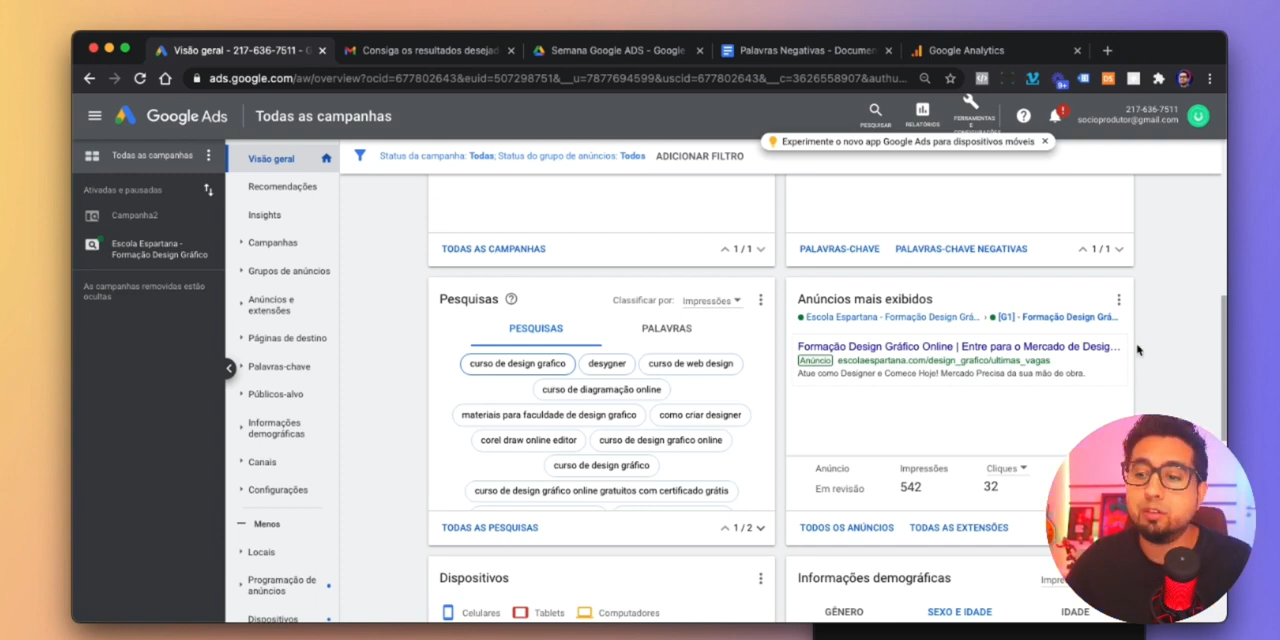 Visão geral - 217-636-7511 - G
Consiga os resultados desejad
Semana Google ADS - Google
Palavras Negativas - Documen
Google Analytics
ads.google.com/aw/overview?ocid=677802643&euid=507298751&__u=7877694599&uscid=677802643&__c=3626558907&authu...
Google Ads
Todas as campanhas
PESQUISAR
RELATÓRIOS
FERRAMENTAS
E
CONFIGURAÇÕES
217-636-7511
socioprodutor@gmail.com
Experimente o novo app Google Ads para dispositivos móveis
Todas as campanhas
Ativadas e pausadas
Campanha2
Escola Espartana -
Formação Design Gráfico
As campanhas removidas estão
ocultas
Visão geral
Recomendações
Insights
Campanhas
Grupos de anúncios
Anúncios e
extensões
Páginas de destino
Palavras-chave
Públicos-alvo
Informações
demográficas
Canais
Configurações
Menos
Locais
Programação de
anúncios
Dispositivos
Status da campanha: Todas; Status do grupo de anúncios: Todos
ADICIONAR FILTRO
TODAS AS CAMPANHAS
1 / 1
PALAVRAS-CHAVE
PALAVRAS-CHAVE NEGATIVAS
1 / 1
Pesquisas
Classificar por: Impressões
PESQUISAS
PALAVRAS
curso de design grafico
desygner
curso de web design
curso de diagramação online
materiais para faculdade de design grafico
como criar designer
corel draw online editor
curso de design grafico online
curso de design gráfico
curso de design gráfico online gratuitos com certificado grátis
TODAS AS PESQUISAS
1 / 2
Anúncios mais exibidos
Escola Espartana - Formação Design Grá... › [G1] - Formação Design Grá...
Formação Design Gráfico Online | Entre para o Mercado de Desig...
Anúncio escolaespartana.com/design_grafico/ultimas_vagas
Atue como Designer e Comece Hoje! Mercado Precisa da sua mão de obra.
Anúncio
Impressões
Cliques
Em revisão
542
32
TODOS OS ANÚNCIOS
TODAS AS EXTENSÕES
Dispositivos
Celulares
Tablets
Computadores
Informações demográficas
Impre
GÊNERO
SEXO E IDADE
IDADE